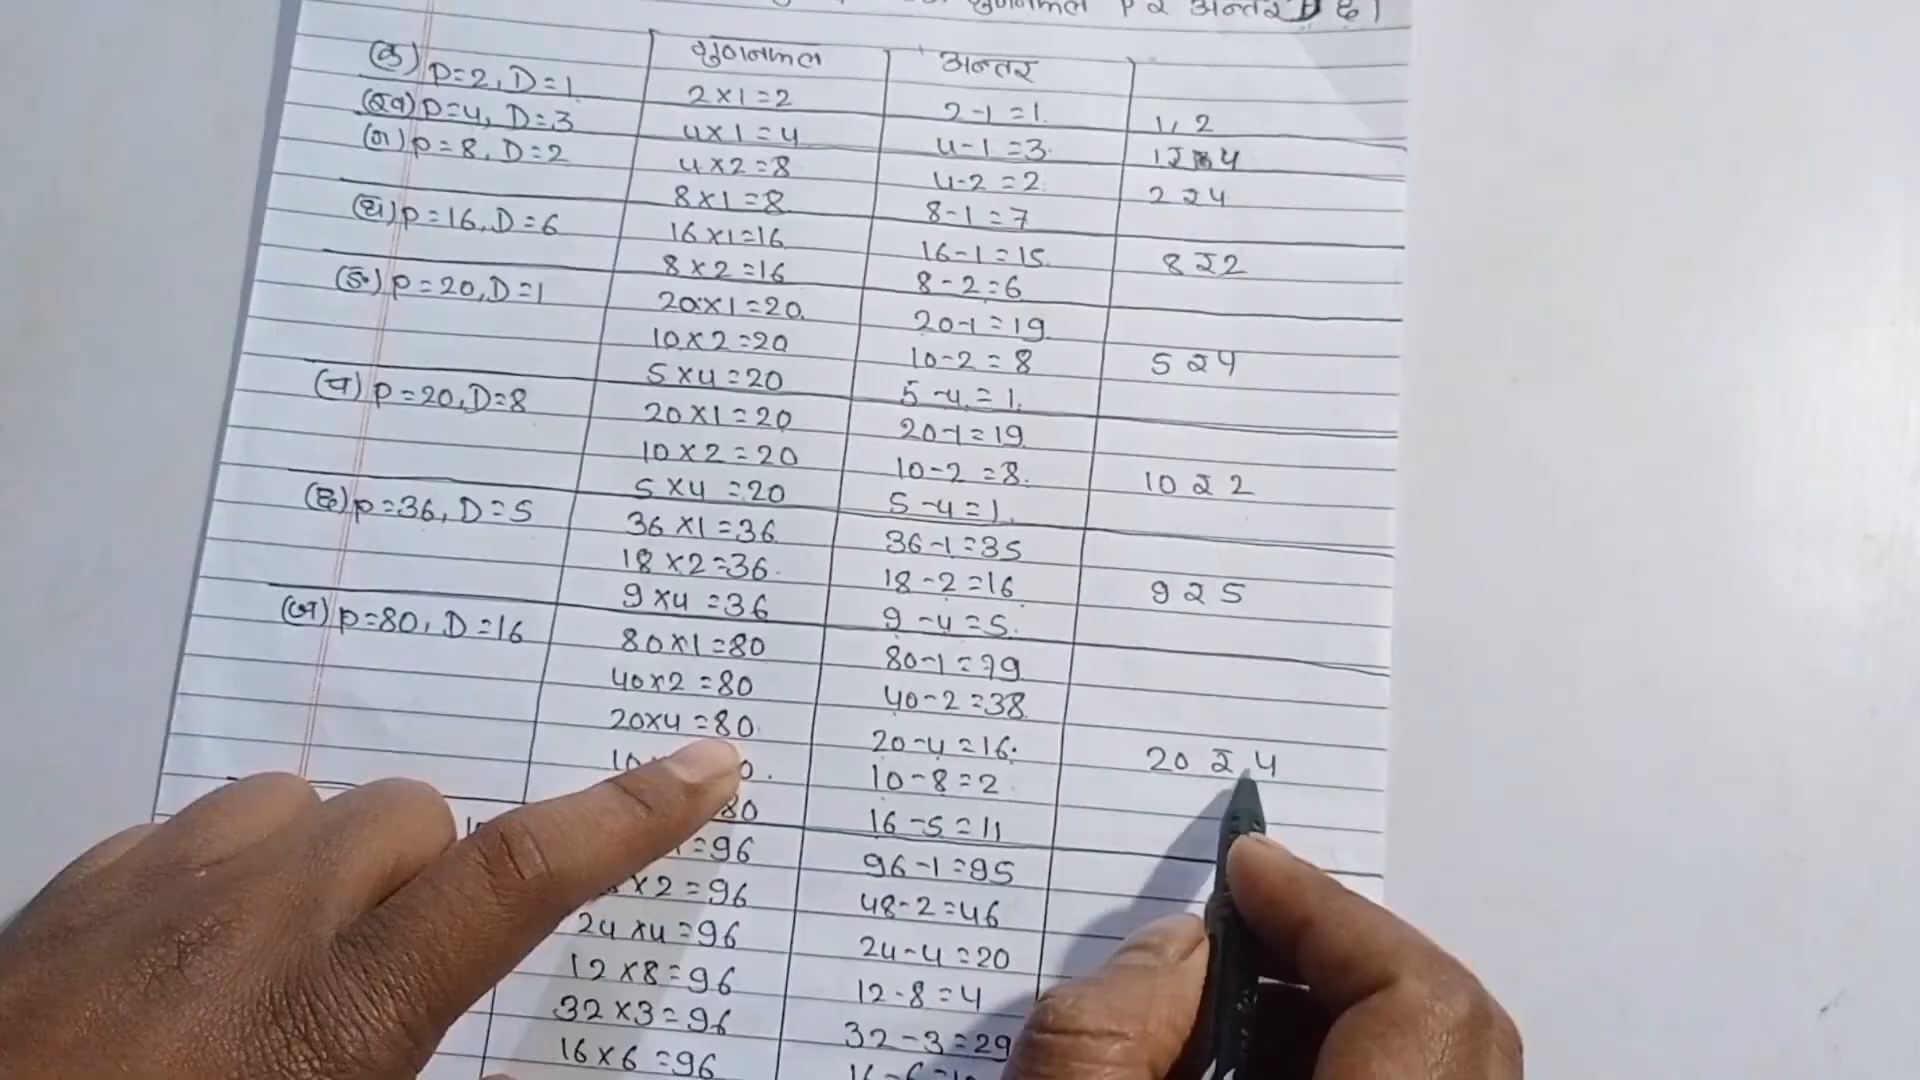 गुणनफल P र अन्तर D छ।
गुणनफल अन्तर
(क) P=2, D=1 2×1=2 2-1=1 1, 2
(ख) P=4, D=3 4×1=4 4-1=3 1 र 4
(ग) P=8, D=2 4×2=8 4-2=2 2 र 4
8×1=8 8-1=7
(घ) P=16, D=6 16×1=16 16-1=15 8 र 2
8×2=16 8-2=6
(ङ) P=20, D=1 20×1=20 20-1=19
10×2=20 10-2=8 5 र 4
5×4=20 5-4=1
(च) P=20, D=8 20×1=20 20-1=19
10×2=20 10-2=8 10 र 2
5×4=20 5-4=1
(छ) P=36, D=5 36×1=36 36-1=35
18×2=36 18-2=16 9 र 5
9×4=36 9-4=5
(ज) P=80, D=16 80×1=80 80-1=79
40×2=80 40-2=38
20×4=80 20-4=16 20 र 4
10 0 10-8=2
80 16-5=11
=96 96-1=95
×2=96 48-2=46
24×4=96 24-4=20
12×8=96 12-8=4
32×3=96 32-3=29
16×6=96